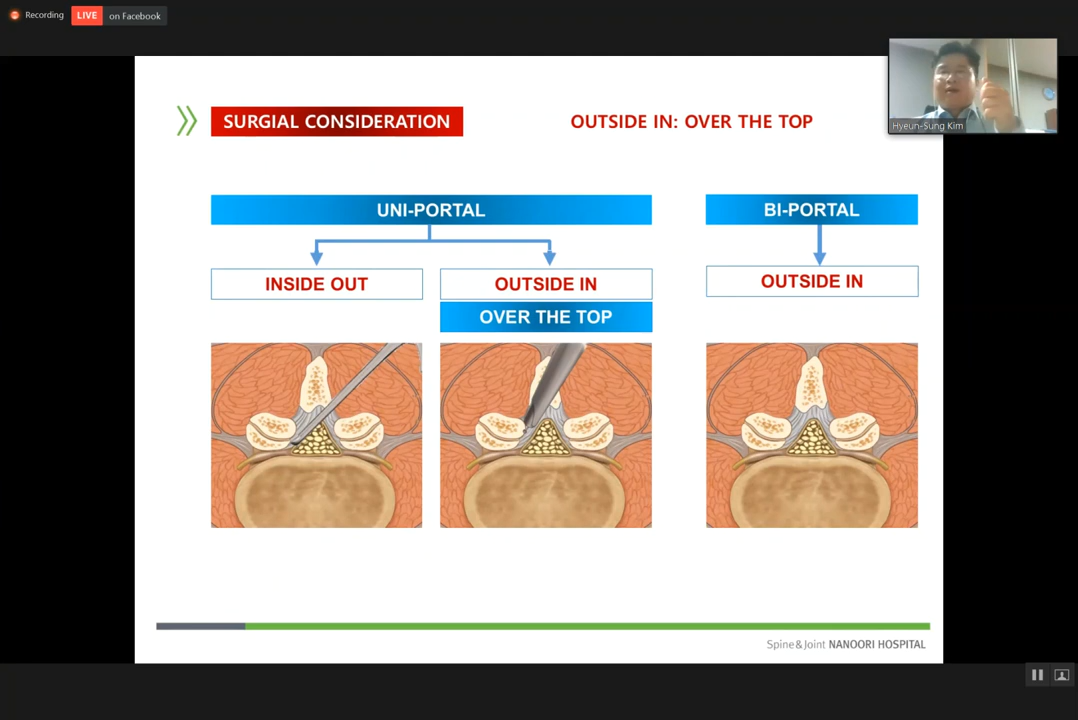 Recording
LIVE on Facebook
Hyeun-Sung Kim
SURGIAL CONSIDERATION
OUTSIDE IN: OVER THE TOP
UNI-PORTAL
BI-PORTAL
INSIDE OUT
OUTSIDE IN
OUTSIDE IN
OVER THE TOP
Spine&Joint NANOORI HOSPITAL